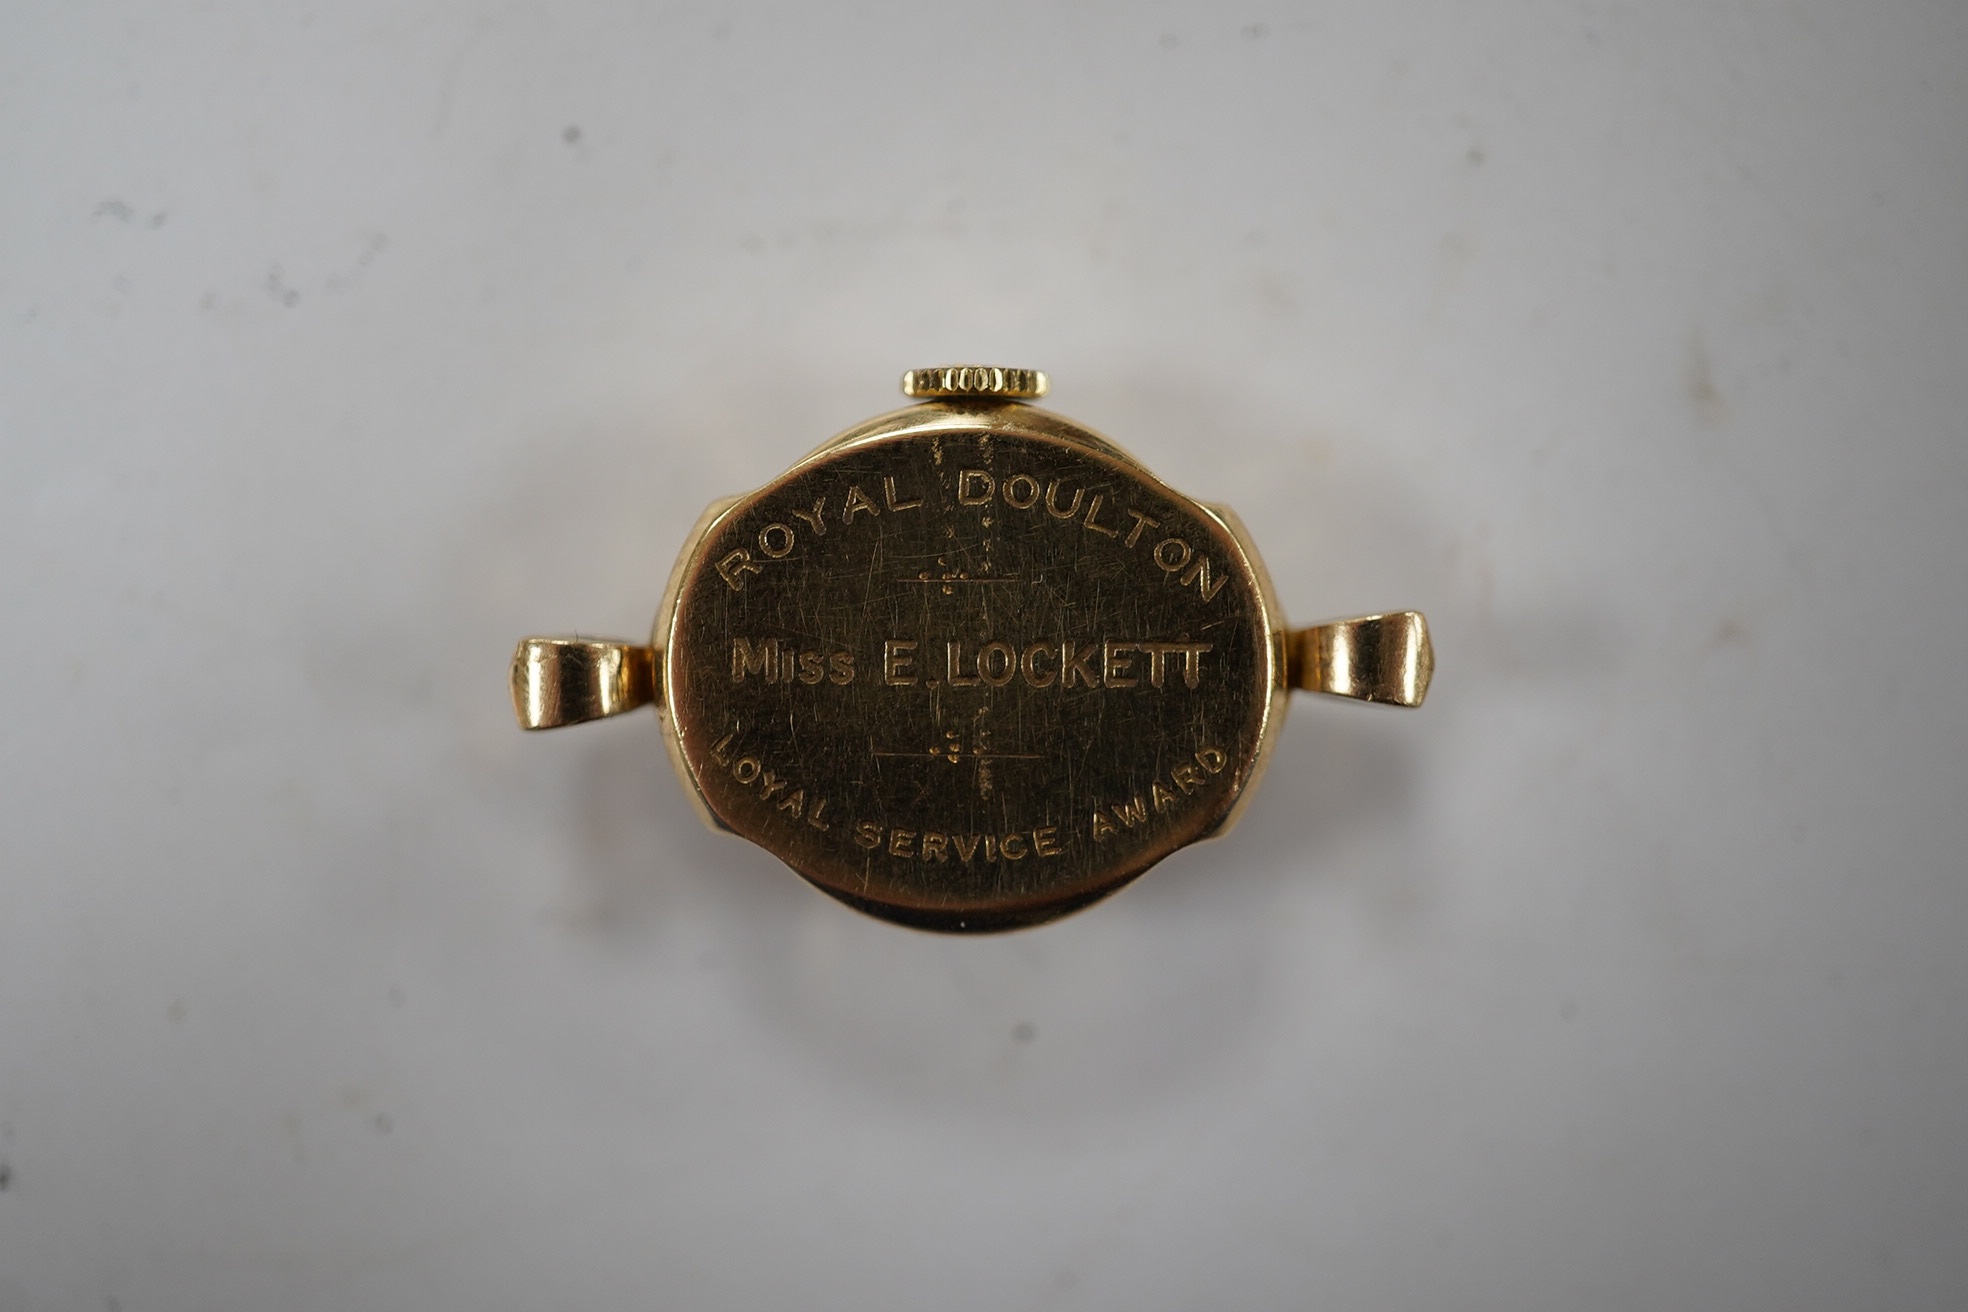 ROYAL DOULTON
Miss E. LOCKETT
LOYAL SERVICE AWARD